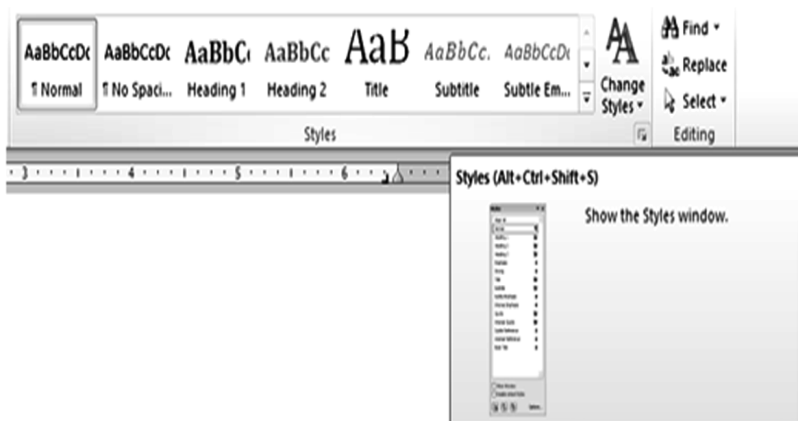 AaBbCcDc AaBbCcDc AaBbC AaBbCc AaB AaBbCc. AaBbCcDc
¶ Normal ¶ No Spaci... Heading 1 Heading 2 Title Subtitle Subtle Em...
Change
Styles
Find
Replace
Select
Styles
Editing
3 4 5 6
Styles (Alt+Ctrl+Shift+S)
Show the Styles window.